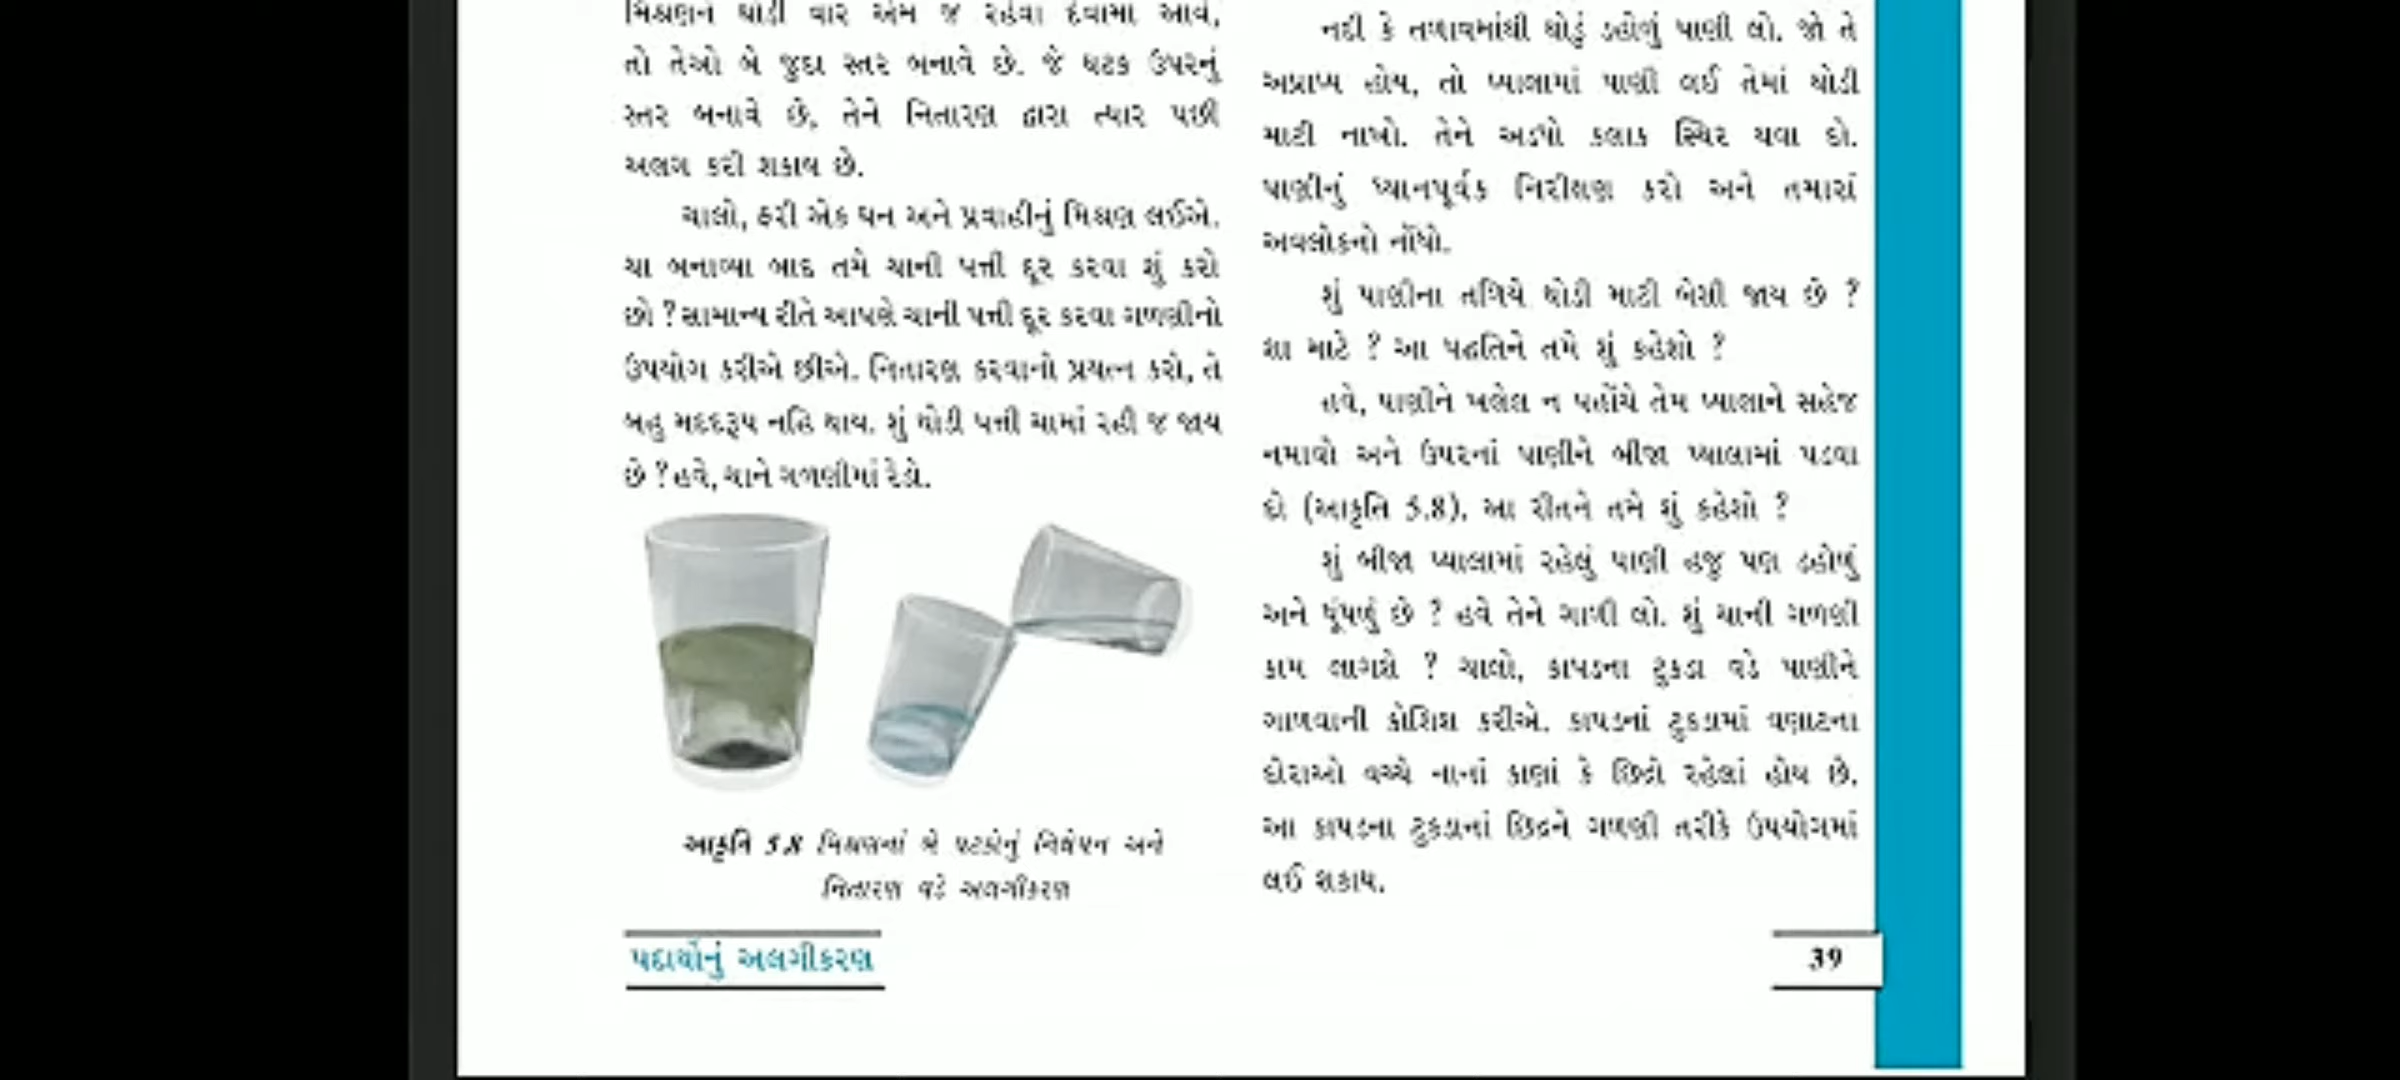 મિશ્રણને થોડી વાર એમ જ રહેવા દેવામાં આવે,
તો તેઓ બે જુદા સ્તર બનાવે છે. જે ઘટક ઉપરનું
સ્તર બનાવે છે, તેને નિતારણ દ્વારા ત્યાર પછી
અલગ કરી શકાય છે.
ચાલો, ફરી એક ઘન અને પ્રવાહીનું મિશ્રણ લઈએ.
ચા બનાવ્યા બાદ તમે ચાની પત્તી દૂર કરવા શું કરો
છો ? સામાન્ય રીતે આપણે ચાની પત્તી દૂર કરવા ગળણીનો
ઉપયોગ કરીએ છીએ. નિતારણ કરવાનો પ્રયત્ન કરો, તે
બહુ મદદરૂપ નહિ થાય. શું થોડી પત્તી ચામાં રહી જ જાય
છે ? હવે, ચાને ગળણીમાં રેડો.
આકૃતિ 5.8 મિશ્રણનાં બે ઘટકોનું નિક્ષેપન અને
નિતારણ વડે અલગીકરણ
પદાર્થોનું અલગીકરણ
નદી કે તળાવમાંથી થોડું ડહોળું પાણી લો. જો તે
અપ્રાપ્ય હોય, તો પ્યાલામાં પાણી લઈ તેમાં થોડી
માટી નાખો. તેને અડધો કલાક સ્થિર થવા દો.
પાણીનું ધ્યાનપૂર્વક નિરીક્ષણ કરો અને તમારાં
અવલોકનો નોંધો.
શું પાણીના તળિયે થોડી માટી બેસી જાય છે ?
શા માટે ? આ પદ્ધતિને તમે શું કહેશો ?
હવે, પાણીને ખલેલ ન પહોંચે તેમ પ્યાલાને સહેજ
નમાવો અને ઉપરનાં પાણીને બીજા પ્યાલામાં પડવા
દો (આકૃતિ 5.8). આ રીતને તમે શું કહેશો ?
શું બીજા પ્યાલામાં રહેલું પાણી હજુ પણ ડહોળું
અને ધૂંધળું છે ? હવે તેને ગાળી લો. શું ચાની ગળણી
કામ લાગશે ? ચાલો, કાપડના ટુકડા વડે પાણીને
ગાળવાની કોશિશ કરીએ. કાપડનાં ટુકડામાં વણાટના
દોરાઓ વચ્ચે નાનાં કાણાં કે છિદ્રો રહેલાં હોય છે.
આ કાપડના ટુકડાનાં છિદ્રને ગળણી તરીકે ઉપયોગમાં
લઈ શકાય.
39